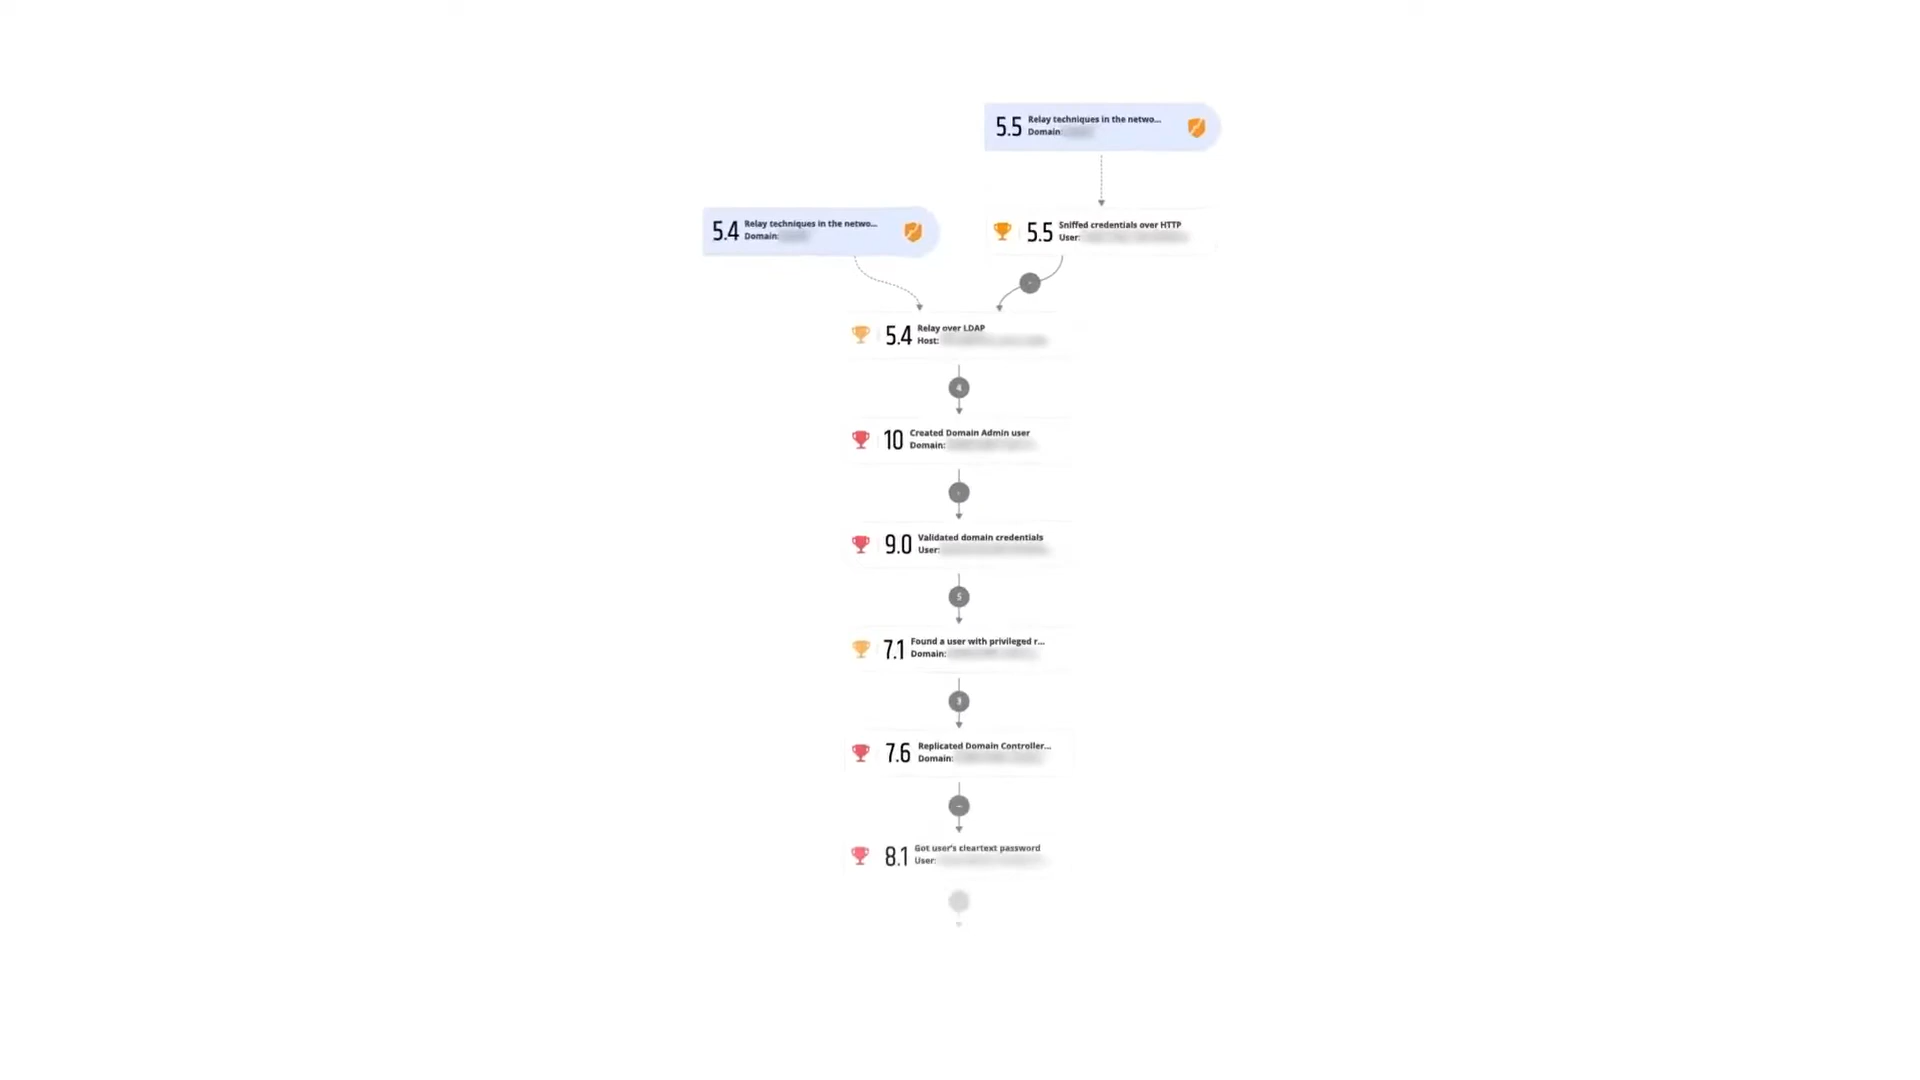 5.5 Relay techniques in the netwo...
Domain:
5.4 Relay techniques in the netwo...
Domain:
5.5 Sniffed credentials over HTTP
User:
5.4 Relay over LDAP
Host:
4
10 Created Domain Admin user
Domain:
9.0 Validated domain credentials
User:
5
7.1 Found a user with privileged r...
Domain:
3
7.6 Replicated Domain Controller...
Domain:
8.1 Got user's cleartext password
User: